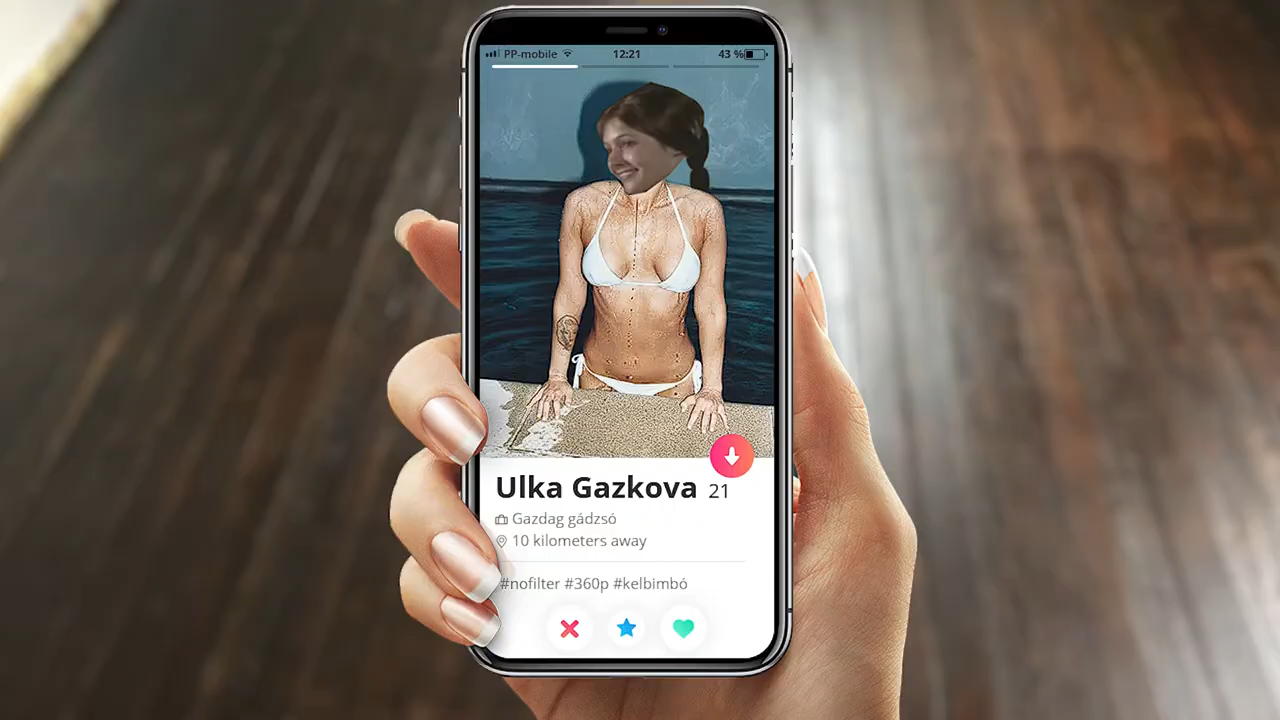 PP-mobile 12:21 43 %
Ulka Gazkova 21
Gazdag gádzsó
10 kilometers away
#nofilter #360p #kelbimbó